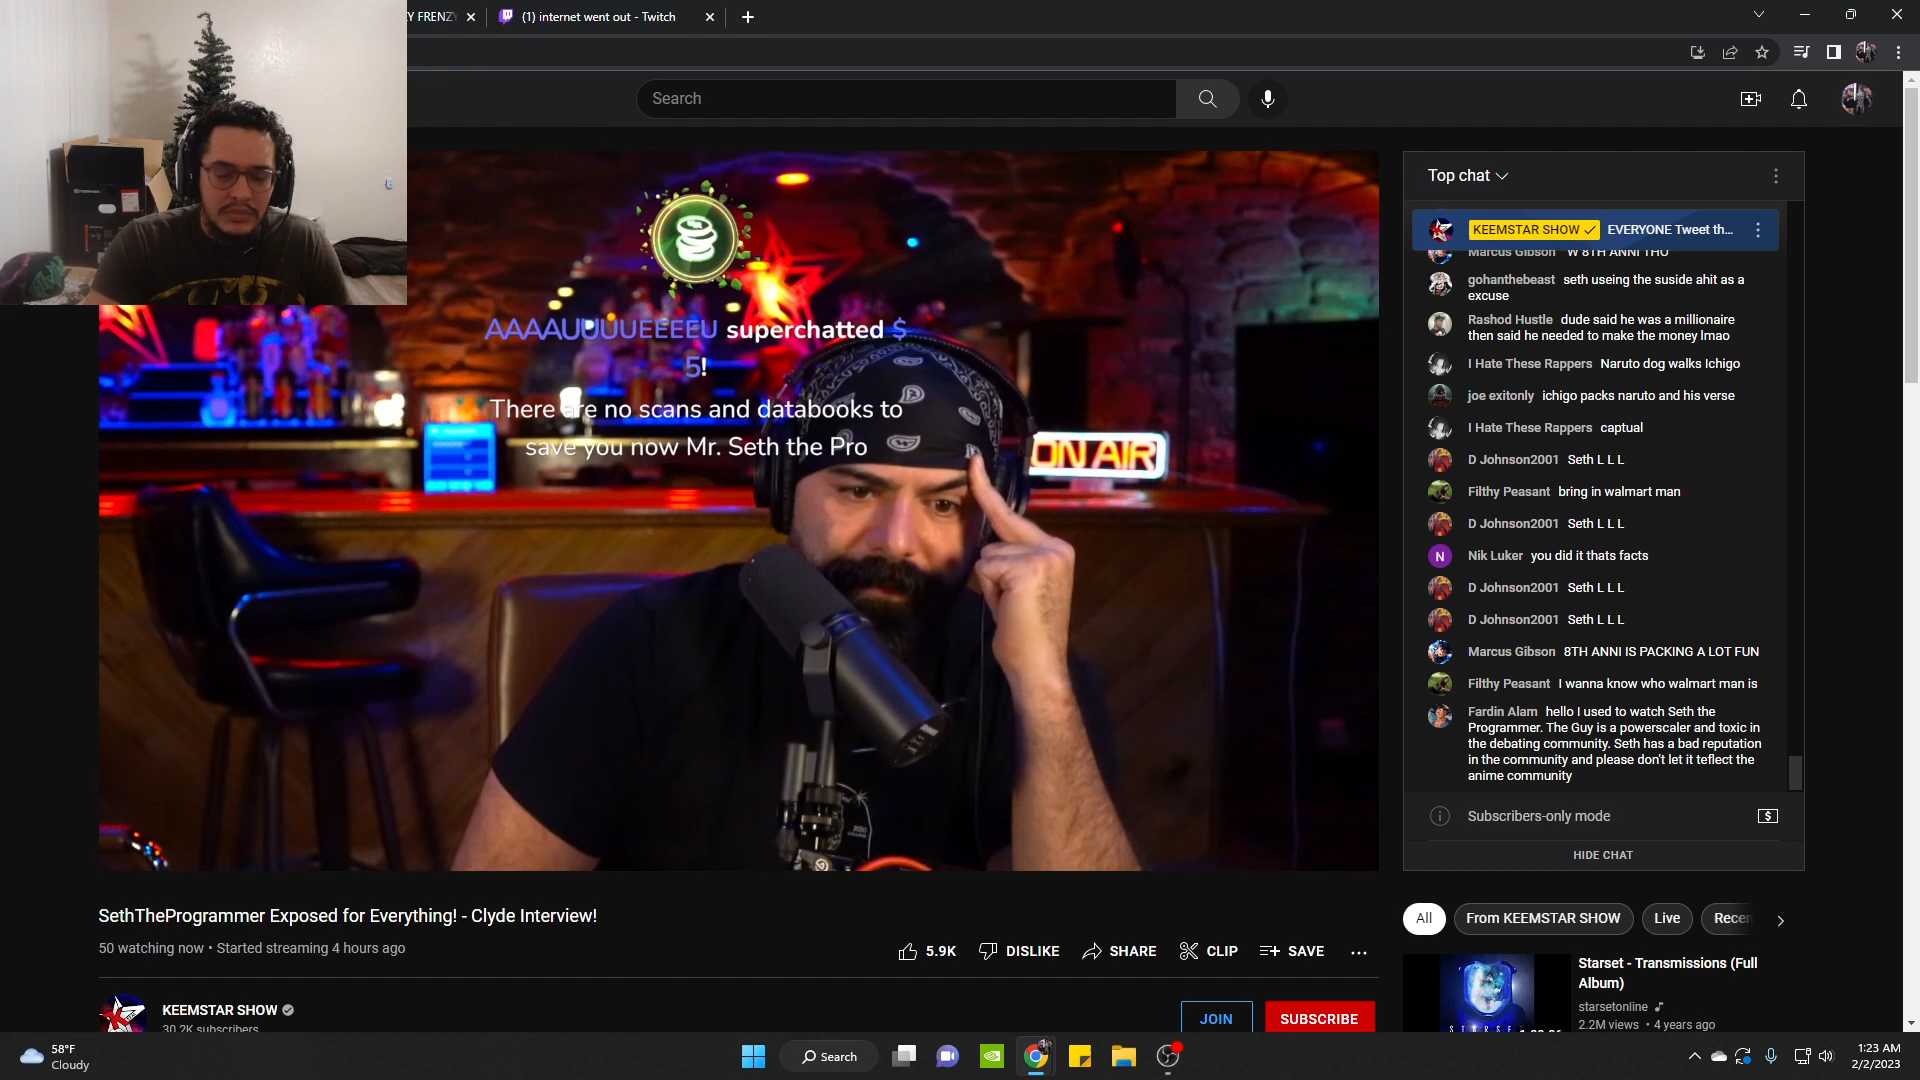 Y FRENZY
(1) internet went out - Twitch
Search
AAAAUUUUEEEEU superchatted $
5!
There are no scans and databooks to
save you now Mr. Seth the Pro
ON AIR
Top chat
KEEMSTAR SHOW EVERYONE Tweet th...
Marcus Gibson W 8TH ANNI THO
gohanthebeast seth useing the suside ahit as a
excuse
Rashod Hustle dude said he was a millionaire
then said he needed to make the money lmao
I Hate These Rappers Naruto dog walks Ichigo
joe exitonly ichigo packs naruto and his verse
I Hate These Rappers captual
D Johnson2001 Seth L L L
Filthy Peasant bring in walmart man
D Johnson2001 Seth L L L
N Nik Luker you did it thats facts
D Johnson2001 Seth L L L
D Johnson2001 Seth L L L
Marcus Gibson 8TH ANNI IS PACKING A LOT FUN
Filthy Peasant I wanna know who walmart man is
Fardin Alam hello I used to watch Seth the
Programmer. The Guy is a powerscaler and toxic in
the debating community. Seth has a bad reputation
in the community and please don't let it teflect the
anime community
Subscribers-only mode
HIDE CHAT
SethTheProgrammer Exposed for Everything! - Clyde Interview!
50 watching now • Started streaming 4 hours ago
5.9K DISLIKE SHARE CLIP SAVE ...
KEEMSTAR SHOW
30.2K subscribers
JOIN SUBSCRIBE
All From KEEMSTAR SHOW Live Recen
Starset - Transmissions (Full
Album)
starsetonline
2.2M views • 4 years ago
STARSET
58°F
Cloudy
Search
1:23 AM
2/2/2023